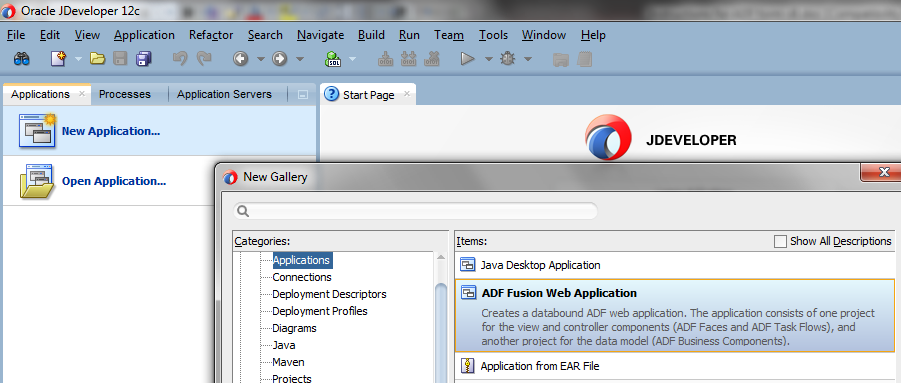 Oracle JDeveloper 12c
File Edit View Application Refactor Search Navigate Build Run Team Tools Window Help
Applications Processes Application Servers
Start Page
New Application...
JDEVELOPER
Open Application...
New Gallery
Categories:
Items:
Show All Descriptions
Applications
Connections
Deployment Descriptors
Deployment Profiles
Diagrams
Java
Maven
Projects
Java Desktop Application
ADF Fusion Web Application
Creates a databound ADF web application. The application consists of one project
for the view and controller components (ADF Faces and ADF Task Flows), and
another project for the data model (ADF Business Components).
Application from EAR File